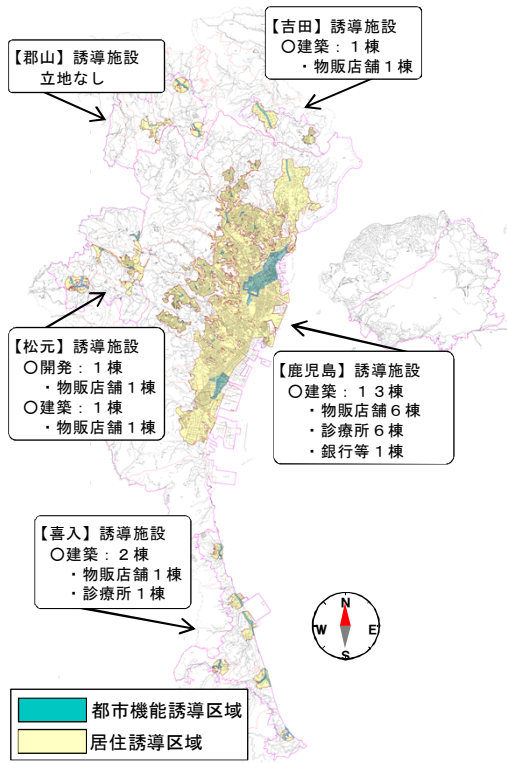 【吉田】誘導施設
○建築：１棟
・物販店舗１棟
【郡山】誘導施設
立地なし
【松元】誘導施設
○開発：１棟
・物販店舗１棟
○建築：１棟
・物販店舗１棟
【鹿児島】誘導施設
○建築：１３棟
・物販店舗６棟
・診療所６棟
・銀行等１棟
【喜入】誘導施設
○建築：２棟
・物販店舗１棟
・診療所１棟
N
W E
S
都市機能誘導区域
居住誘導区域